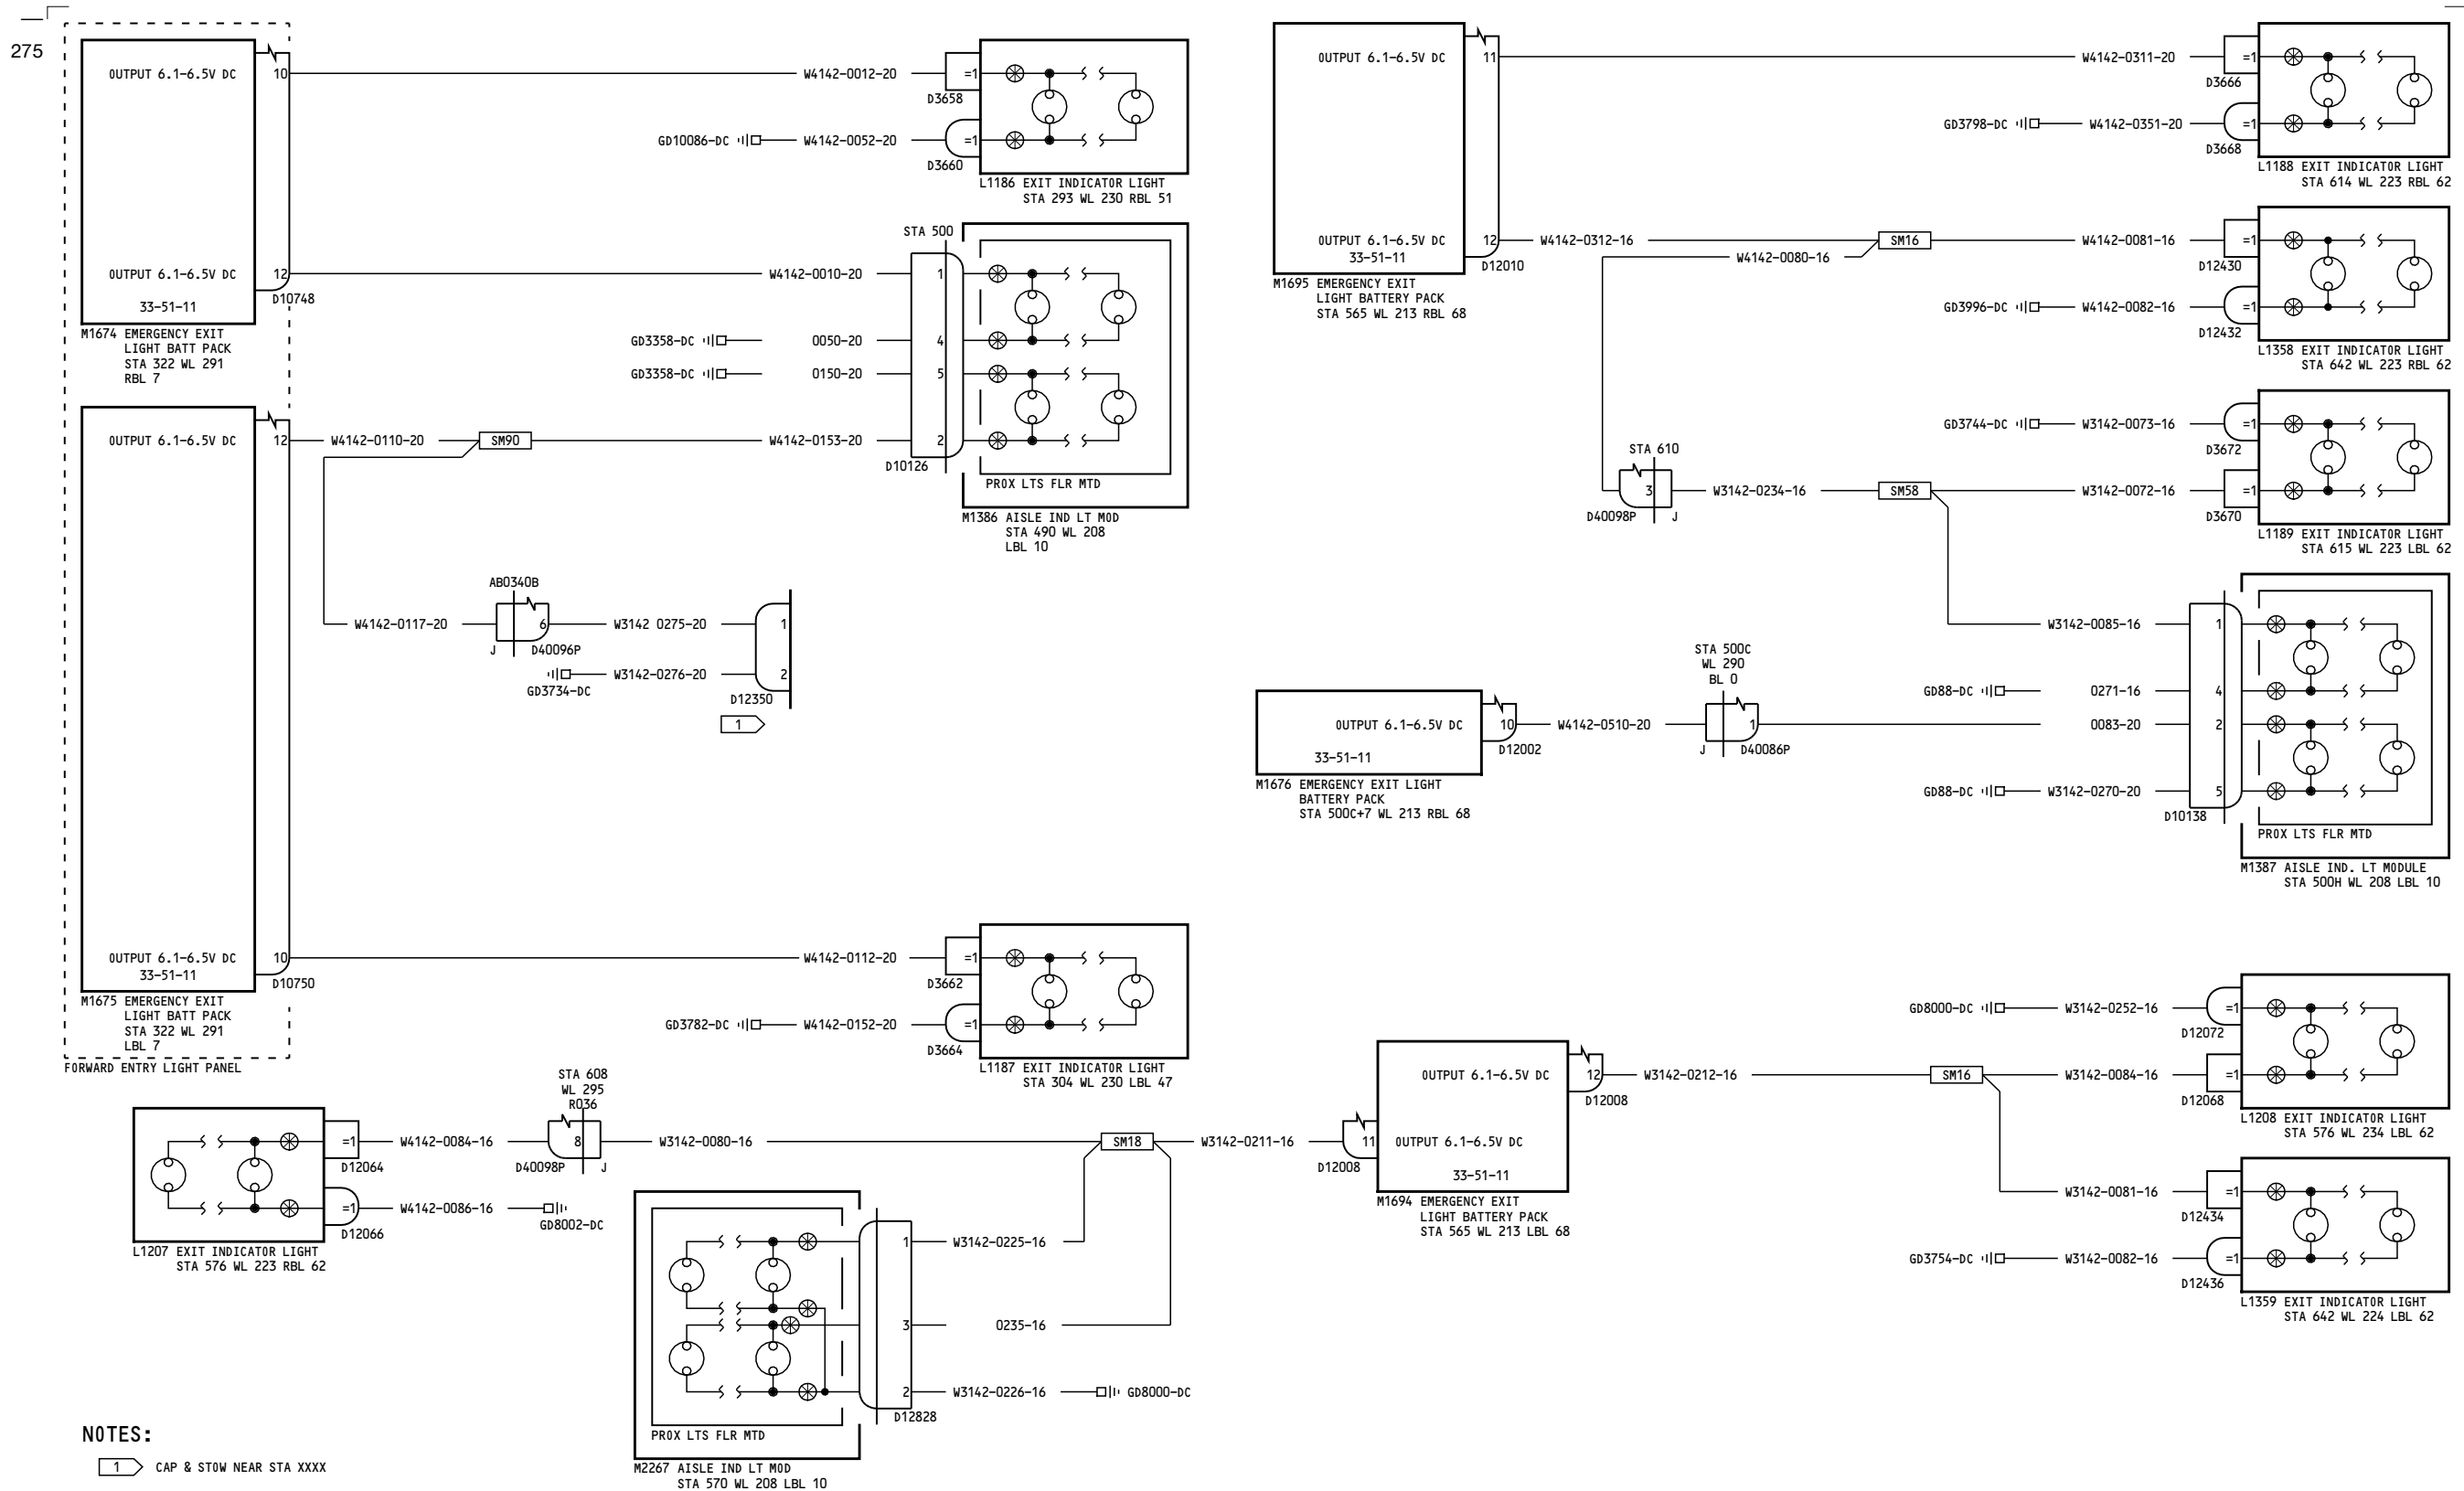 275
OUTPUT 6.1-6.5V DC
10
OUTPUT 6.1-6.5V DC
12
33-51-11
D10748
M1674 EMERGENCY EXIT
LIGHT BATT PACK
STA 322 WL 291
RBL 7
W4142-0012-20
D3658
=1
GD10086-DC
W4142-0052-20
D3660
=1
L1186 EXIT INDICATOR LIGHT
STA 293 WL 230 RBL 51
STA 500
W4142-0010-20
1
GD3358-DC
0050-20
4
GD3358-DC
0150-20
5
W4142-0153-20
2
D10126
PROX LTS FLR MTD
M1386 AISLE IND LT MOD
STA 490 WL 208
LBL 10
OUTPUT 6.1-6.5V DC
12
W4142-0110-20
SM90
AB0340B
W4142-0117-20
6
J
D40096P
W3142 0275-20
1
GD3734-DC
W3142-0276-20
2
D12350
1
OUTPUT 6.1-6.5V DC
10
33-51-11
D10750
M1675 EMERGENCY EXIT
LIGHT BATT PACK
STA 322 WL 291
LBL 7
FORWARD ENTRY LIGHT PANEL
W4142-0112-20
D3662
=1
GD3782-DC
W4142-0152-20
D3664
=1
L1187 EXIT INDICATOR LIGHT
STA 304 WL 230 LBL 47
OUTPUT 6.1-6.5V DC
11
OUTPUT 6.1-6.5V DC
12
33-51-11
D12010
M1695 EMERGENCY EXIT
LIGHT BATTERY PACK
STA 565 WL 213 RBL 68
W4142-0311-20
D3666
=1
GD3798-DC
W4142-0351-20
D3668
=1
L1188 EXIT INDICATOR LIGHT
STA 614 WL 223 RBL 62
W4142-0312-16
W4142-0080-16
SM16
W4142-0081-16
D12430
=1
GD3996-DC
W4142-0082-16
D12432
=1
L1358 EXIT INDICATOR LIGHT
STA 642 WL 223 RBL 62
GD3744-DC
W3142-0073-16
D3672
=1
STA 610
3
D40098P
J
W3142-0234-16
SM58
W3142-0072-16
D3670
=1
L1189 EXIT INDICATOR LIGHT
STA 615 WL 223 LBL 62
W3142-0085-16
1
GD88-DC
0271-16
4
0083-20
2
GD88-DC
W3142-0270-20
5
D10138
PROX LTS FLR MTD
M1387 AISLE IND. LT MODULE
STA 500H WL 208 LBL 10
STA 500C
WL 290
BL 0
OUTPUT 6.1-6.5V DC
10
33-51-11
D12002
W4142-0510-20
1
J
D40086P
M1676 EMERGENCY EXIT LIGHT
BATTERY PACK
STA 500C+7 WL 213 RBL 68
STA 608
WL 295
R036
=1
D12064
W4142-0084-16
8
D40098P
J
W3142-0080-16
SM18
W3142-0211-16
11
D12008
OUTPUT 6.1-6.5V DC
OUTPUT 6.1-6.5V DC
12
D12008
33-51-11
M1694 EMERGENCY EXIT
LIGHT BATTERY PACK
STA 565 WL 213 LBL 68
=1
D12066
W4142-0086-16
GD8002-DC
L1207 EXIT INDICATOR LIGHT
STA 576 WL 223 RBL 62
1
W3142-0225-16
3
0235-16
2
W3142-0226-16
GD8000-DC
D12828
PROX LTS FLR MTD
M2267 AISLE IND LT MOD
STA 570 WL 208 LBL 10
W3142-0212-16
SM16
GD8000-DC
W3142-0252-16
D12072
=1
W3142-0084-16
D12068
=1
L1208 EXIT INDICATOR LIGHT
STA 576 WL 234 LBL 62
W3142-0081-16
D12434
=1
GD3754-DC
W3142-0082-16
D12436
=1
L1359 EXIT INDICATOR LIGHT
STA 642 WL 224 LBL 62
NOTES:
1 CAP & STOW NEAR STA XXXX